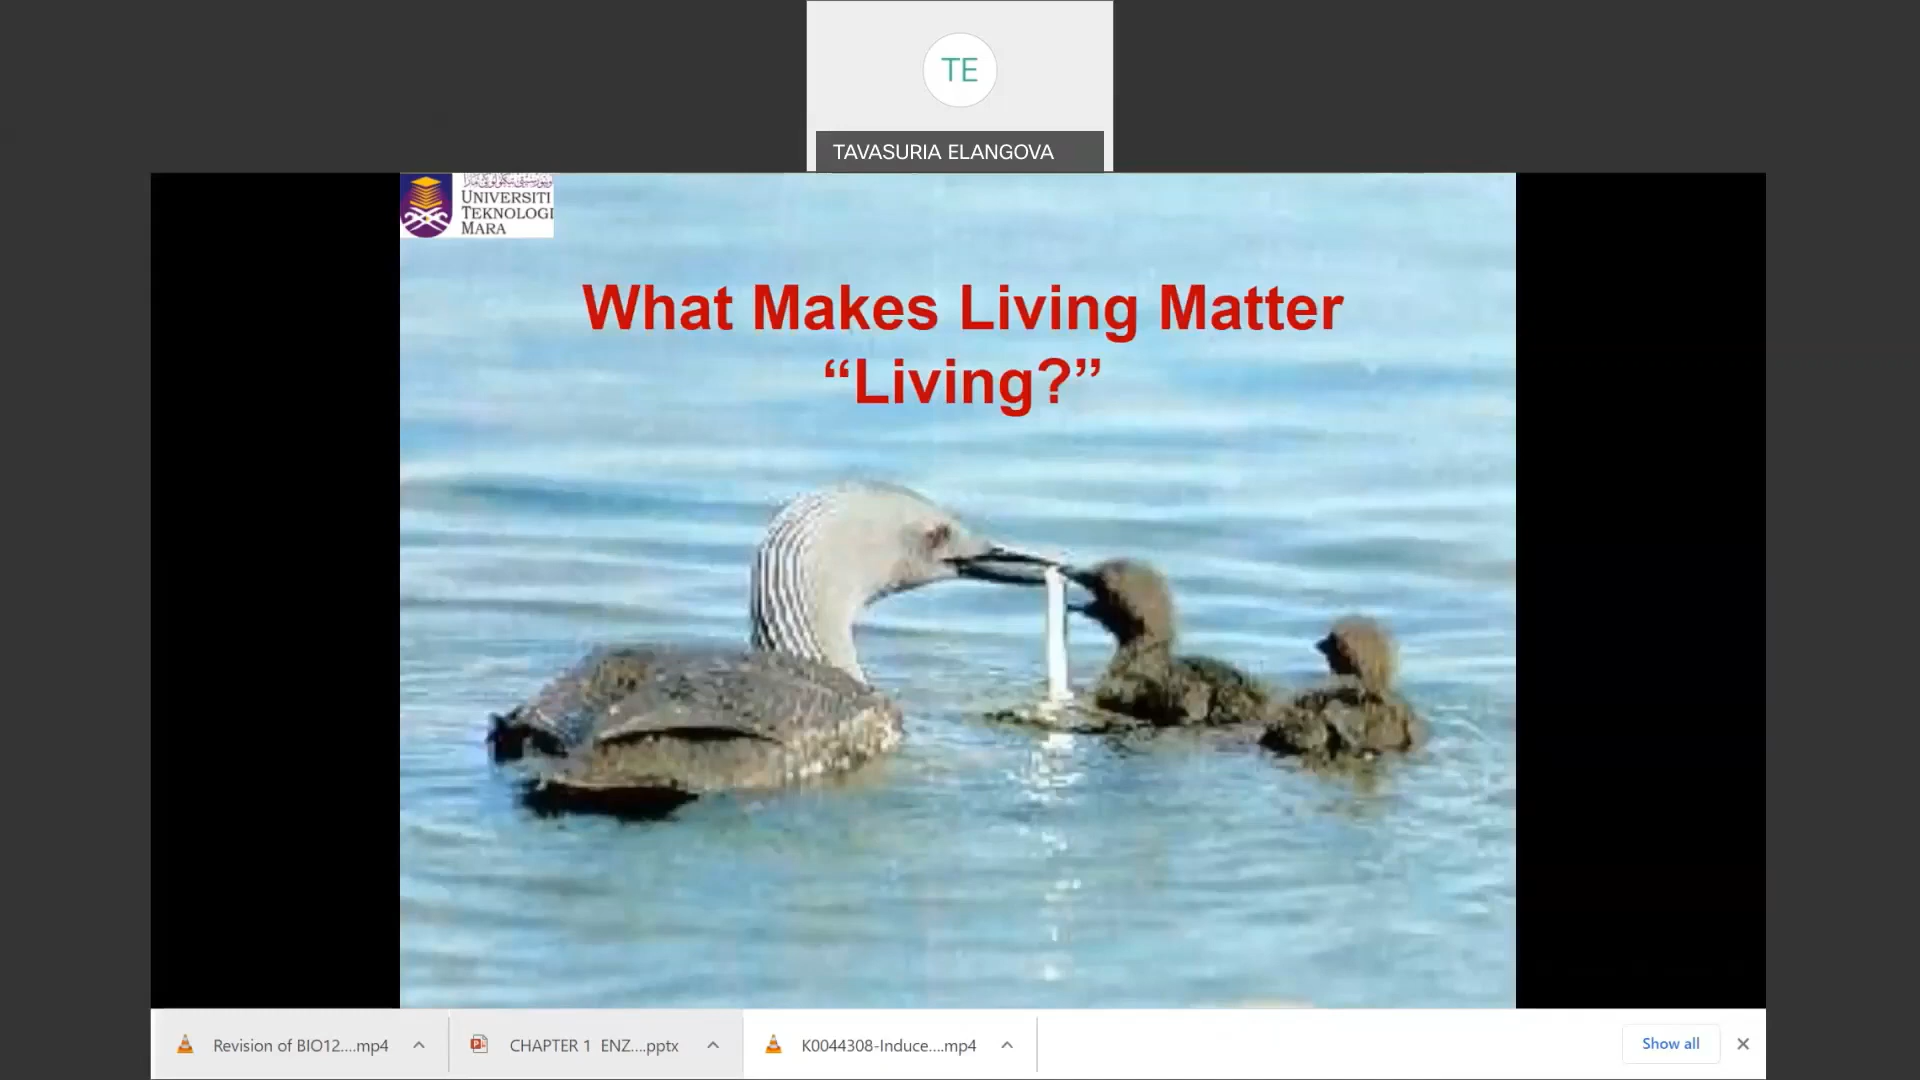 TE
TAVASURIA ELANGOVA
UNIVERSITI
TEKNOLOGI
MARA
What Makes Living Matter
“Living?”
Revision of BIO12....mp4
CHAPTER 1 ENZ....pptx
K0044308-Induce....mp4
Show all